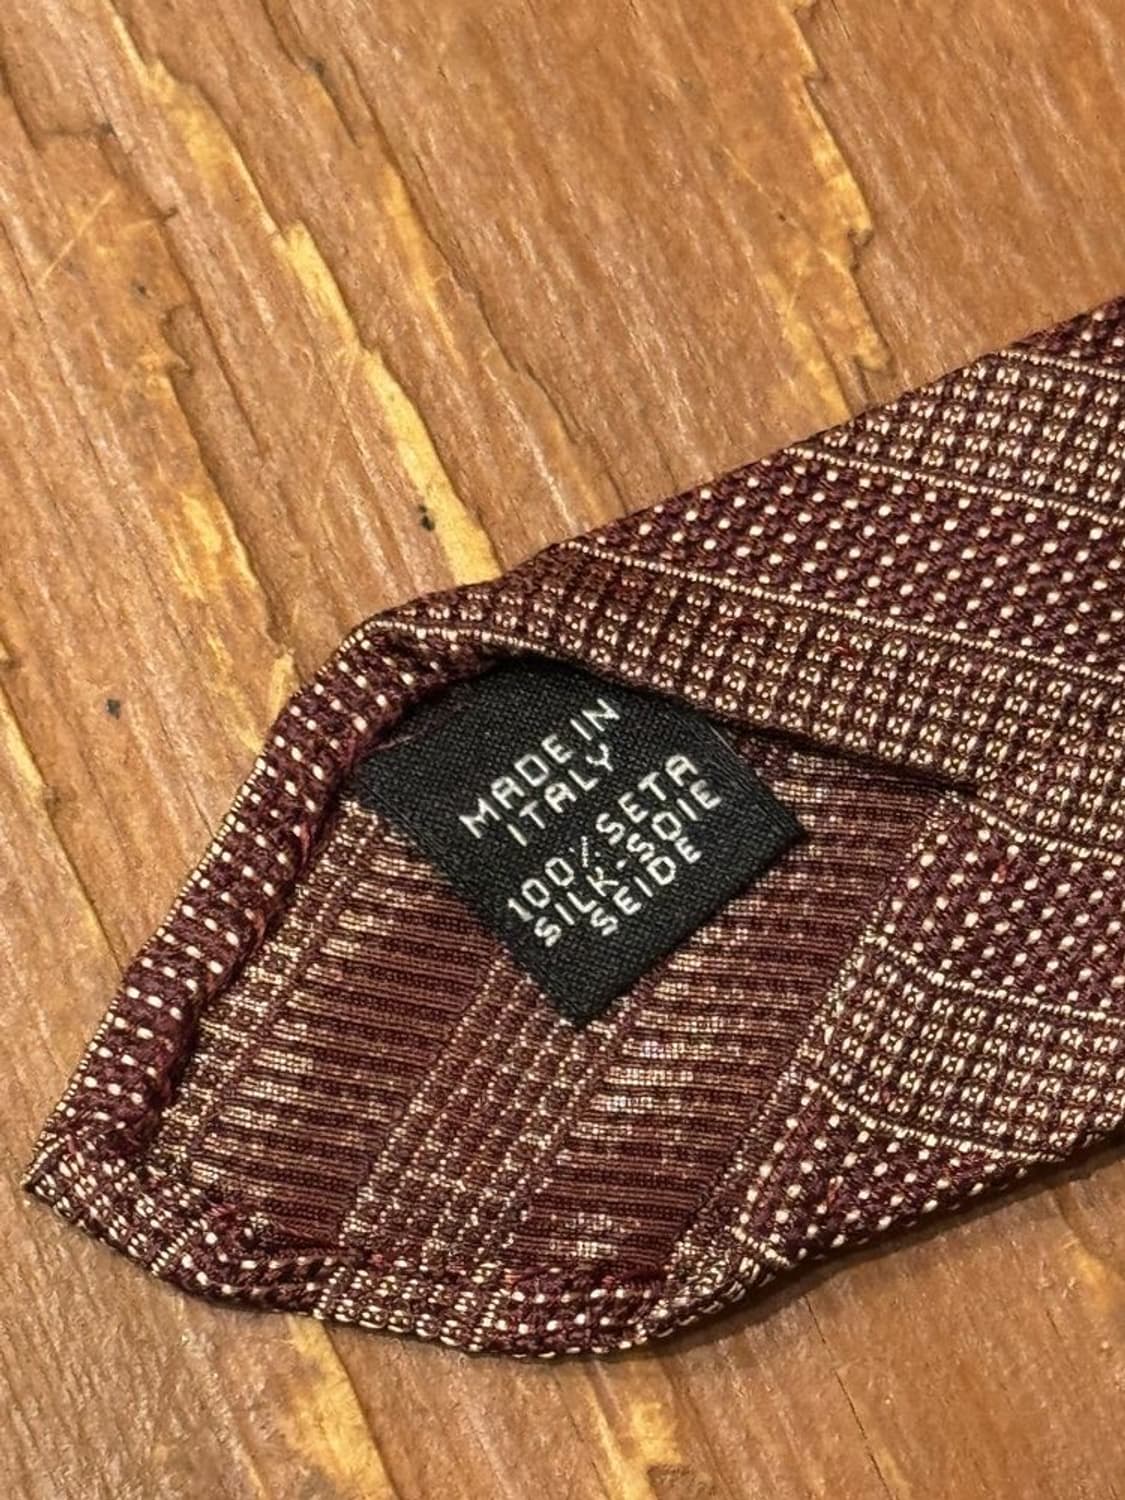 MADE IN
ITALY
100% SETA
SILK-SOIE
SEIDE